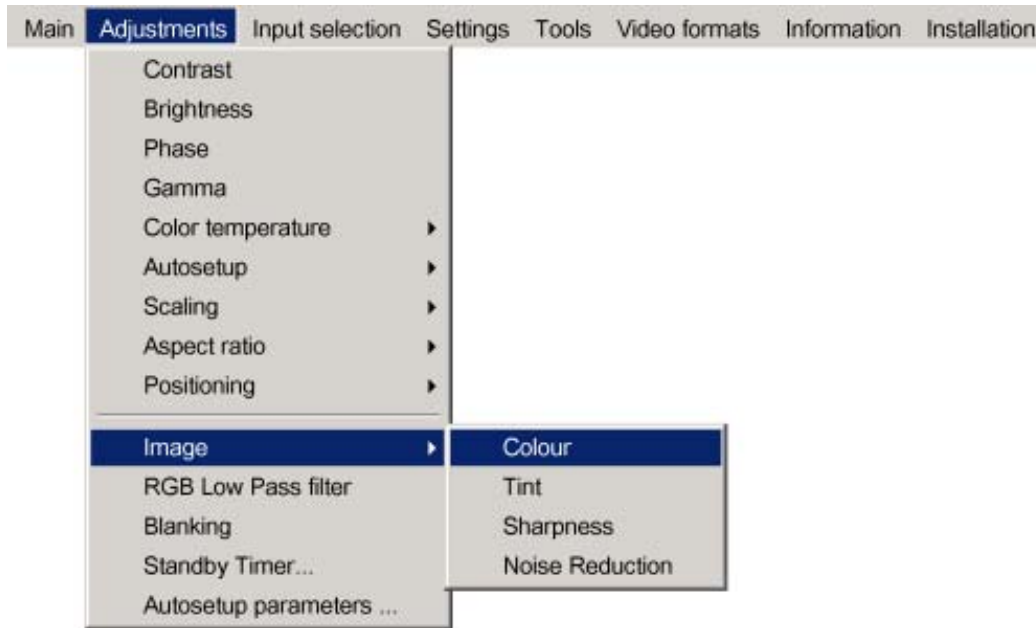 Main Adjustments Input selection Settings Tools Video formats Information Installation
Contrast
Brightness
Phase
Gamma
Color temperature
Autosetup
Scaling
Aspect ratio
Positioning
Image Colour
RGB Low Pass filter Tint
Blanking Sharpness
Standby Timer... Noise Reduction
Autosetup parameters ...